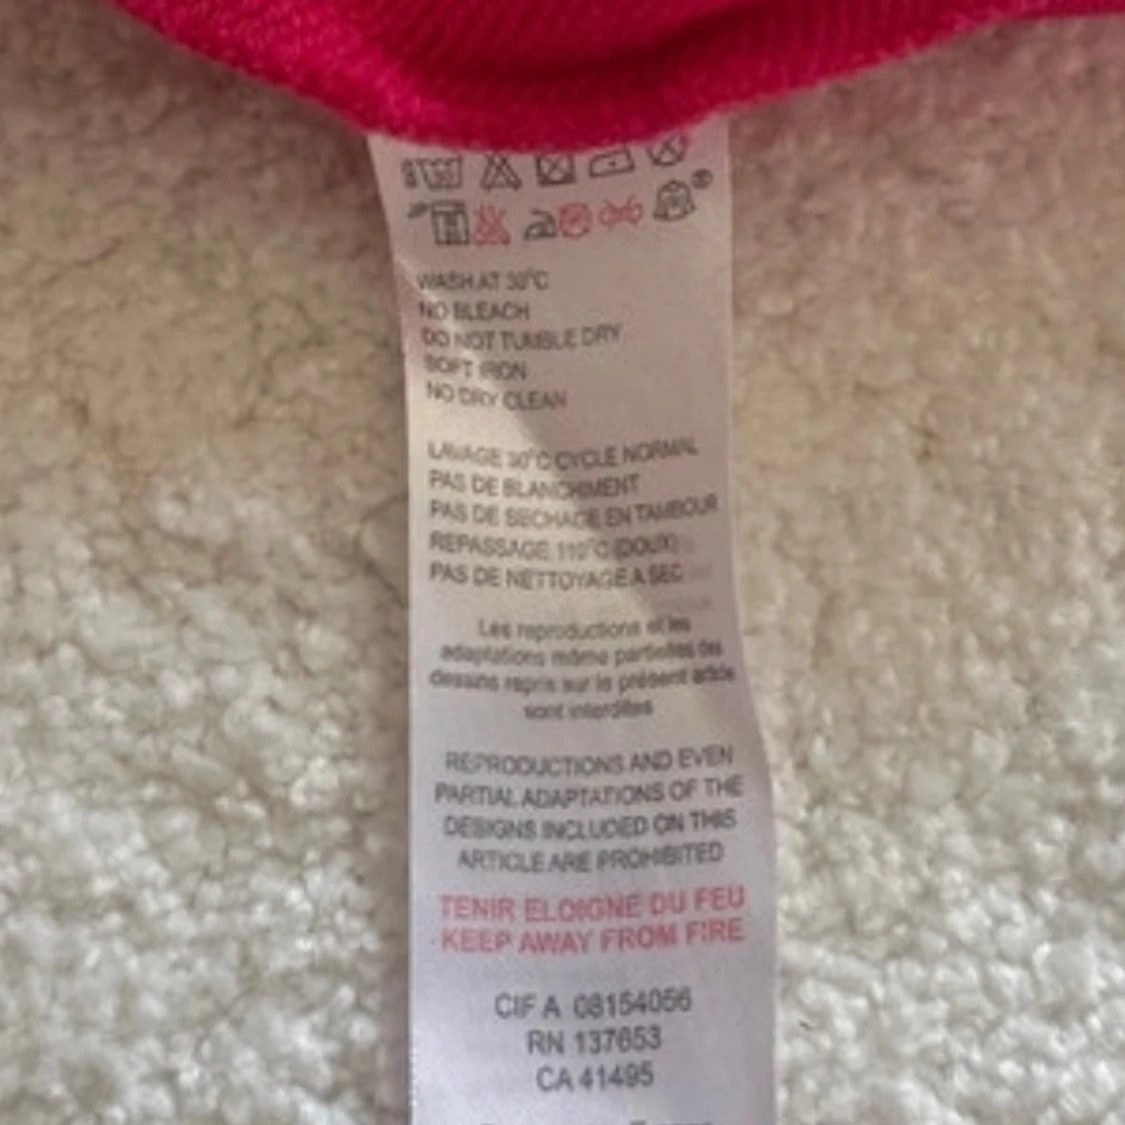 WASH AT 30°C
NO BLEACH
DO NOT TUMBLE DRY
SOFT IRON
NO DRY CLEAN
LAVAGE 30°C CYCLE NORMAL
PAS DE BLANCHIMENT
PAS DE SECHAGE EN TAMBOUR
REPASSAGE 110°C (DOUX)
PAS DE NETTOYAGE A SEC
Les reproductions et les
adaptations même partielles des
dessins repris sur le présent article
sont interdites
REPRODUCTIONS AND EVEN
PARTIAL ADAPTATIONS OF THE
DESIGNS INCLUDED ON THIS
ARTICLE ARE PROHIBITED
TENIR ELOIGNE DU FEU
KEEP AWAY FROM FIRE
CIF A 08154056
RN 137653
CA 41495